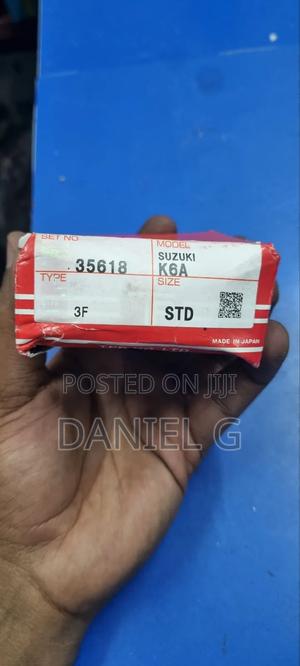 SET NO
MODEL
35618
SUZUKI
K6A
TYPE
SIZE
3F
STD
MADE IN JAPAN
POSTED ON JIJI
DANIEL G